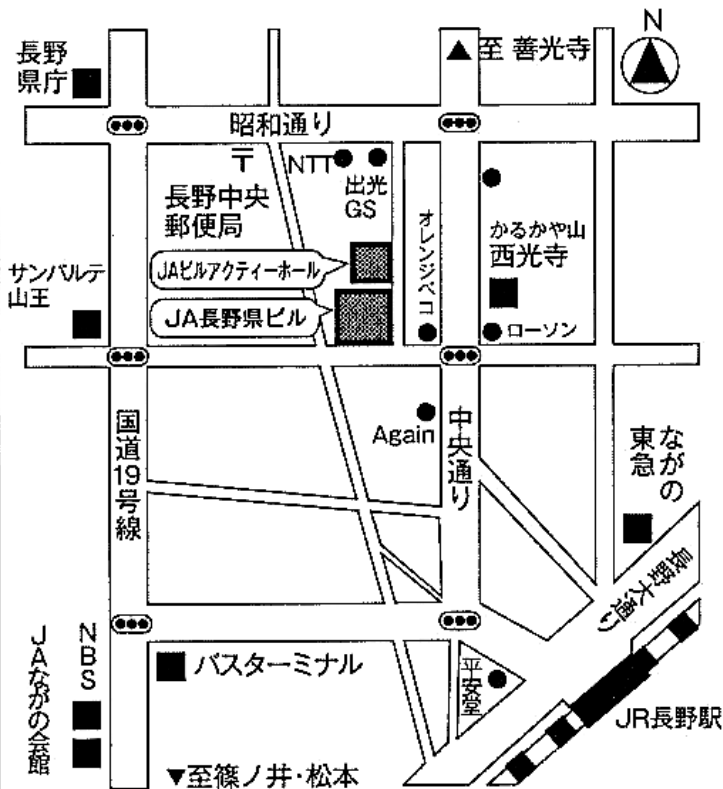 N
長野
県庁
▲至 善光寺
昭和通り
〒
NTT
出光
GS
長野中央
郵便局
オレンジペコ
かるかや山
西光寺
JAビルアクティーホール
サンパルテ
山王
JA長野県ビル
ローソン
国道19号線
Again
中央通り
ながの
東急
長野大通り
NBS
JAながの会館
バスターミナル
平安堂
JR長野駅
▼至篠ノ井・松本